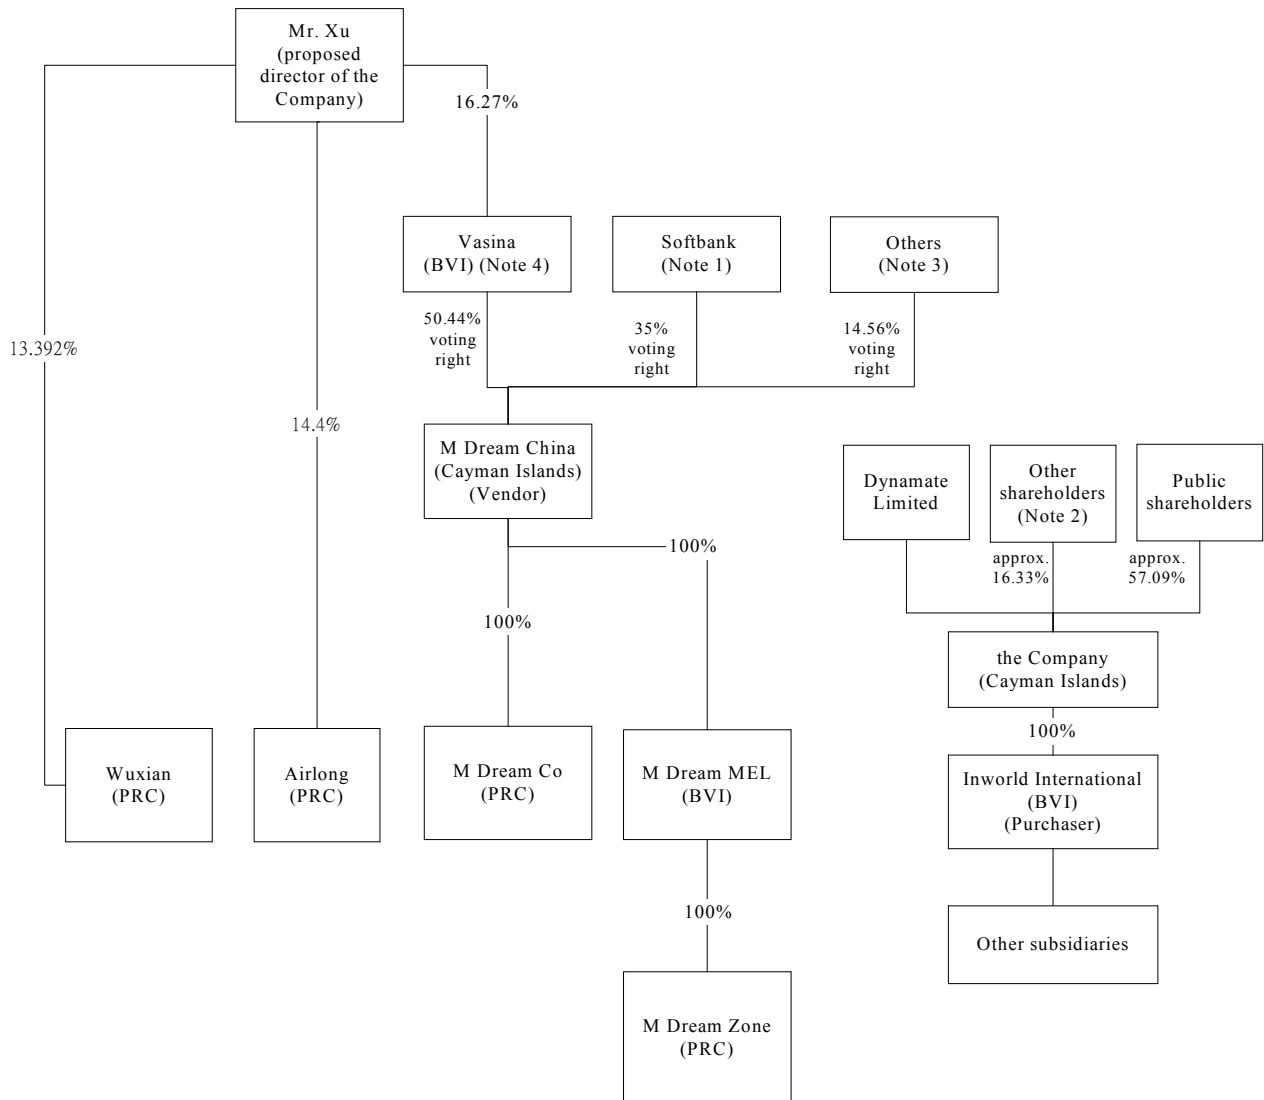 Mr. Xu
(proposed
director of the
Company)
16.27%
Vasina
(BVI) (Note 4)
Softbank
(Note 1)
Others
(Note 3)
50.44%
voting
right
35%
voting
right
14.56%
voting
right
13.392%
14.4%
M Dream China
(Cayman Islands)
(Vendor)
Dynamate
Limited
Other
shareholders
(Note 2)
Public
shareholders
100%
approx.
16.33%
approx.
57.09%
100%
the Company
(Cayman Islands)
100%
Wuxian
(PRC)
Airlong
(PRC)
M Dream Co
(PRC)
M Dream MEL
(BVI)
Inworld International
(BVI)
(Purchaser)
100%
Other subsidiaries
M Dream Zone
(PRC)